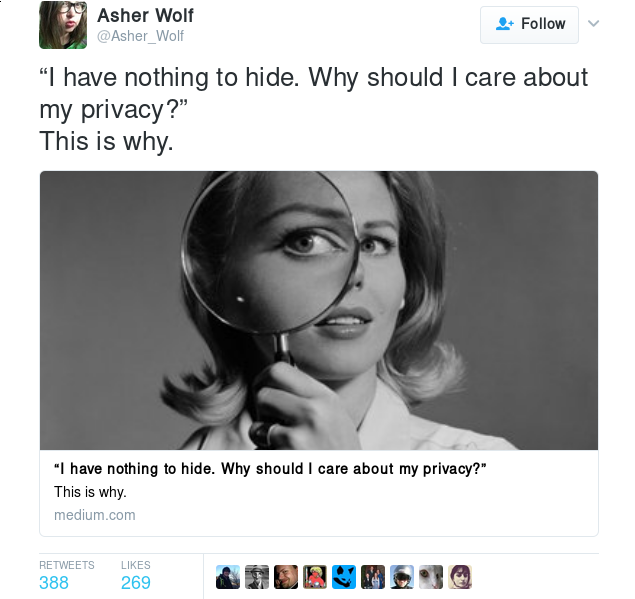 Asher Wolf
@Asher_Wolf
Follow
“I have nothing to hide. Why should I care about
my privacy?”
This is why.
“I have nothing to hide. Why should I care about my privacy?”
This is why.
medium.com
RETWEETS LIKES
388 269